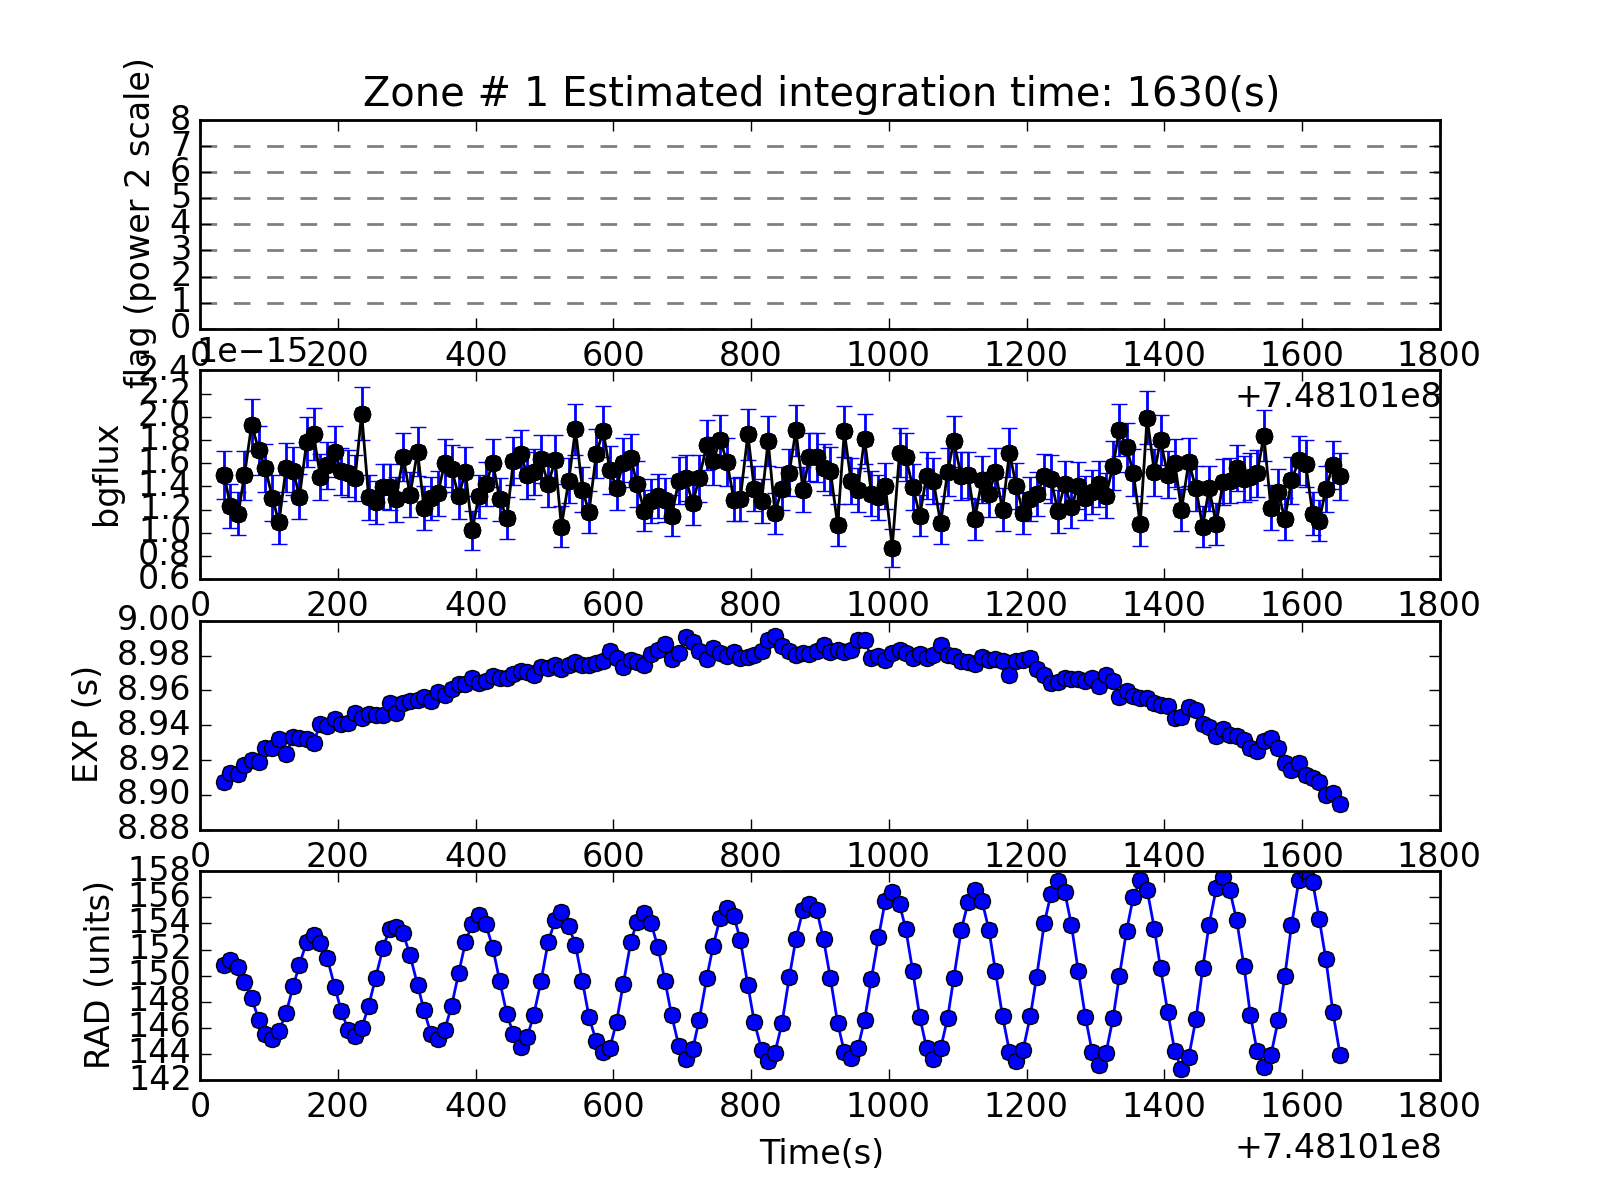 Zone # 1 Estimated integration time: 1630(s)
flag (power 2 scale)
8
7
6
5
4
3
2
1
0
0 200 400 600 800 1000 1200 1400 1600 1800
1e−15
+7.48101e8
bgflux
2.4
2.2
2.0
1.8
1.6
1.4
1.2
1.0
0.8
0.6
0 200 400 600 800 1000 1200 1400 1600 1800
EXP (s)
9.00
8.98
8.96
8.94
8.92
8.90
8.88
0 200 400 600 800 1000 1200 1400 1600 1800
RAD (units)
158
156
154
152
150
148
146
144
142
0 200 400 600 800 1000 1200 1400 1600 1800
Time(s)
+7.48101e8